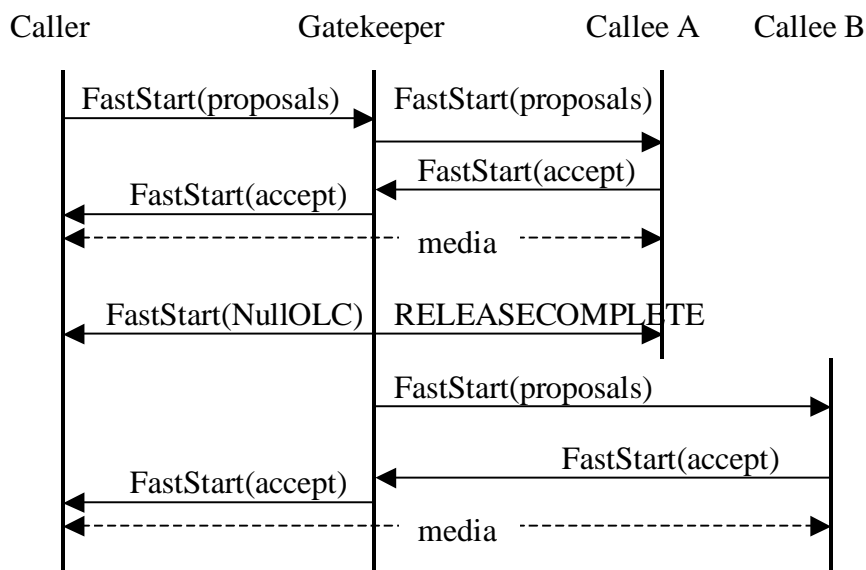 Caller Gatekeeper Callee A Callee B
FastStart(proposals) FastStart(proposals)
FastStart(accept)
FastStart(accept)
media
FastStart(NullOLC) RELEASECOMPLETE
FastStart(proposals)
FastStart(accept)
FastStart(accept)
media